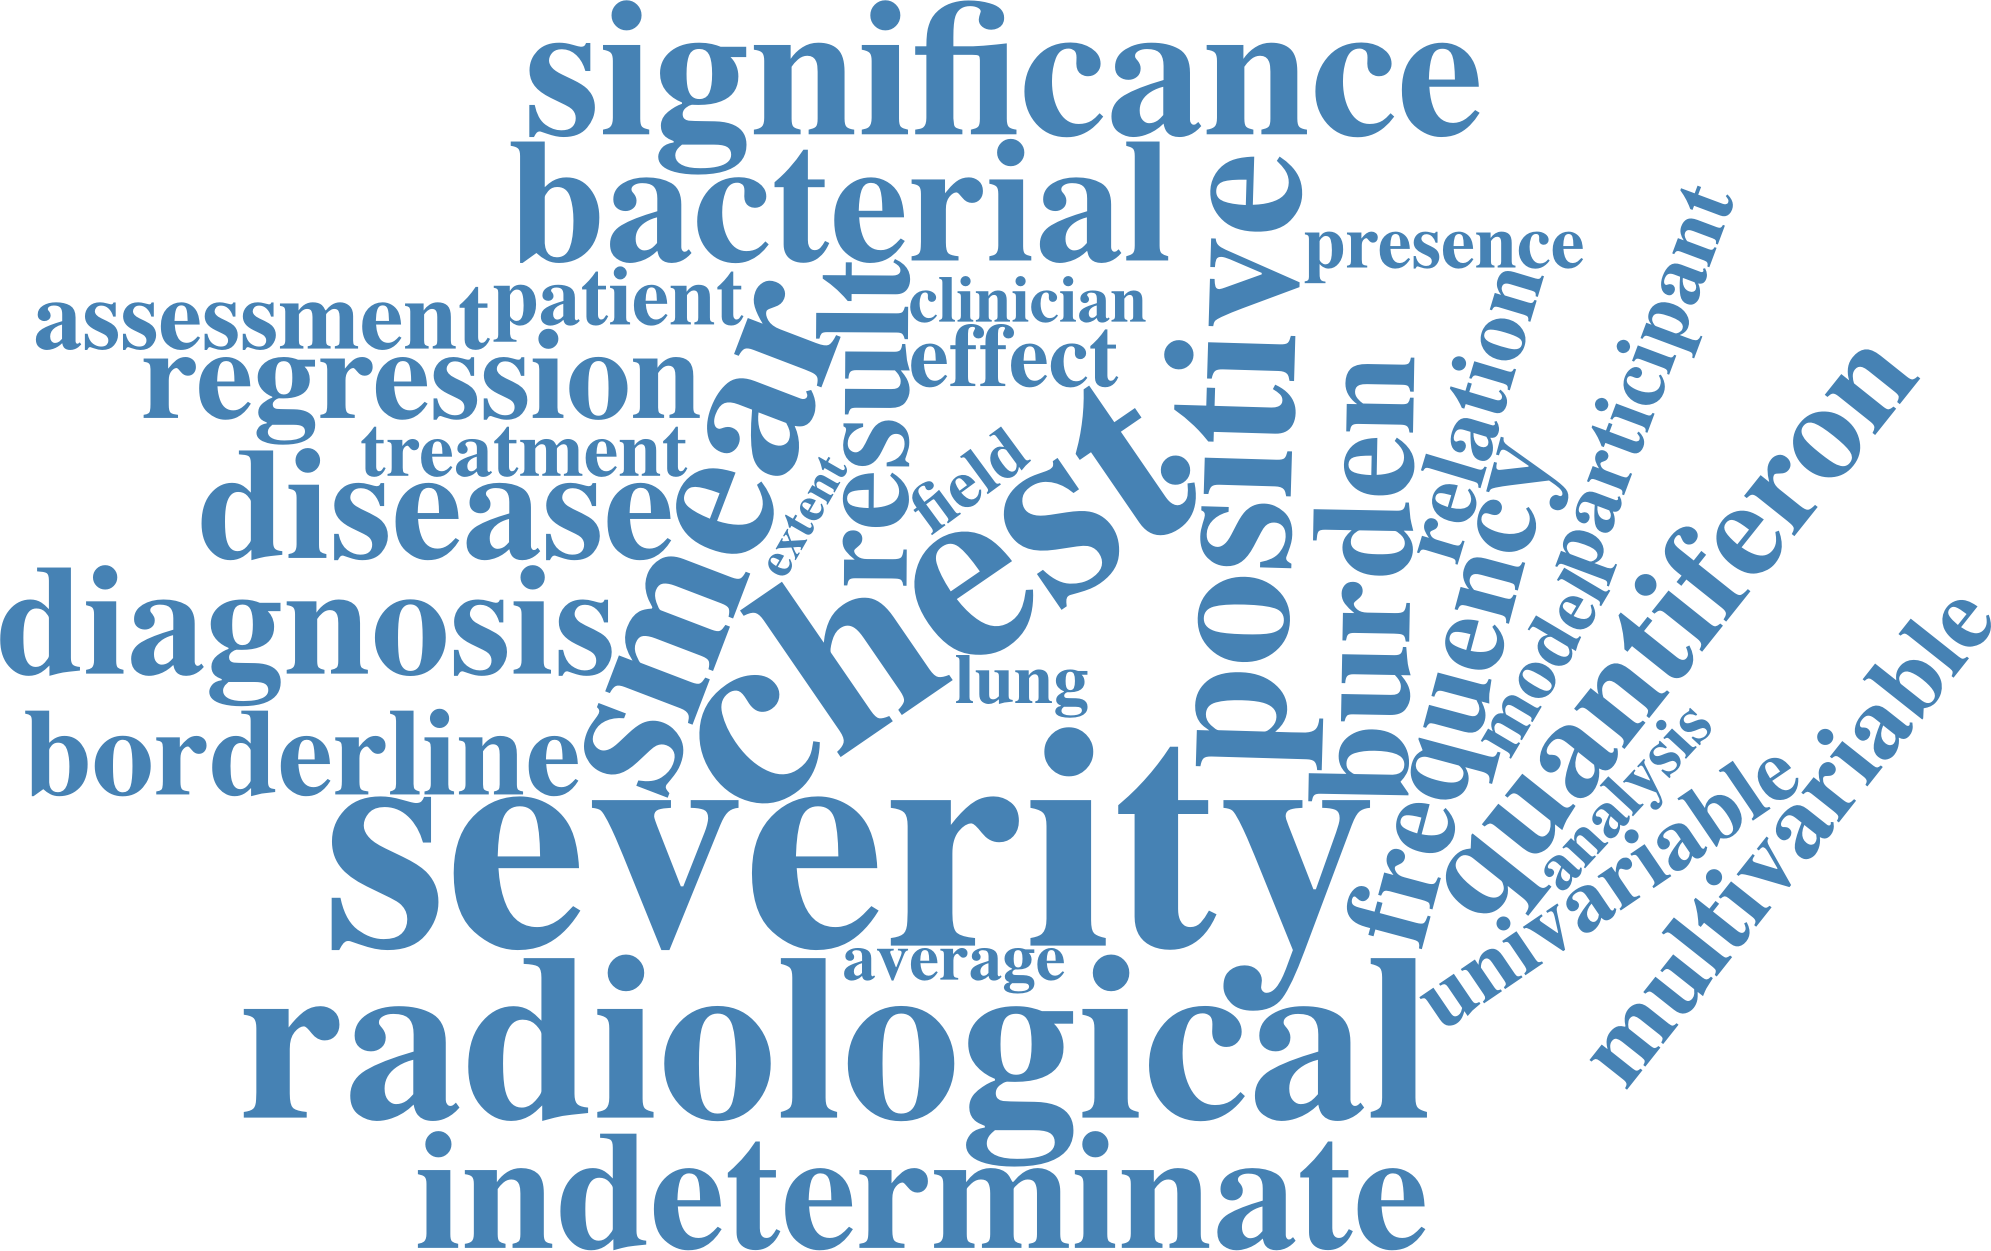 significance
bacterial
positive
presence
participant
assessment
patient
clinician
result
relation
smear
regression
effect
burden
treatment
field
chest.
disease
extent
frequency
quantiferon
diagnosis
model
lung
multivariable
borderline
severity
analysis
univariable
average
radiological
indeterminate